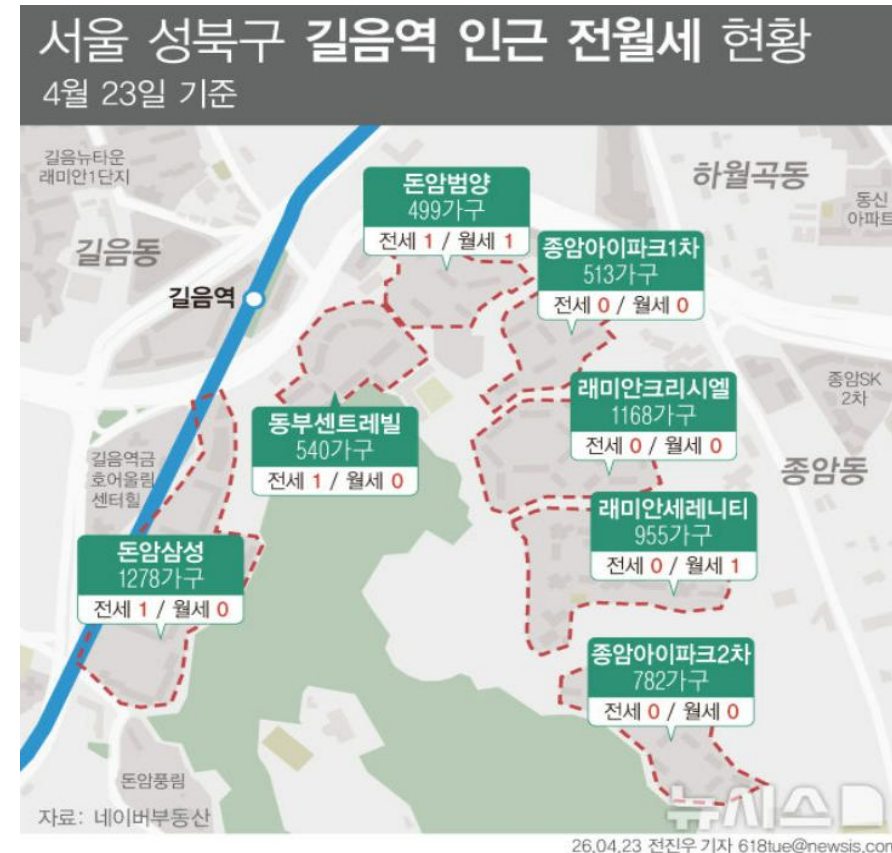 서울 성북구 길음역 인근 전월세 현황
4월 23일 기준
길음뉴타운
래미안1단지
돈암범양
499가구
전세 1 / 월세 1
하월곡동
동신
아파트
길음동
종암아이파크1차
513가구
전세 0 / 월세 0
길음역
래미안크리시엘
1168가구
전세 0 / 월세 0
종암SK
2차
동부센트레빌
540가구
전세 1 / 월세 0
길음역금
호어울림
센터힐
종암동
래미안세레니티
955가구
전세 0 / 월세 1
돈암삼성
1278가구
전세 1 / 월세 0
종암아이파크2차
782가구
전세 0 / 월세 0
돈암풍림
자료: 네이버부동산
뉴시스
26.04.23 전진우 기자 618tue@newsis.com